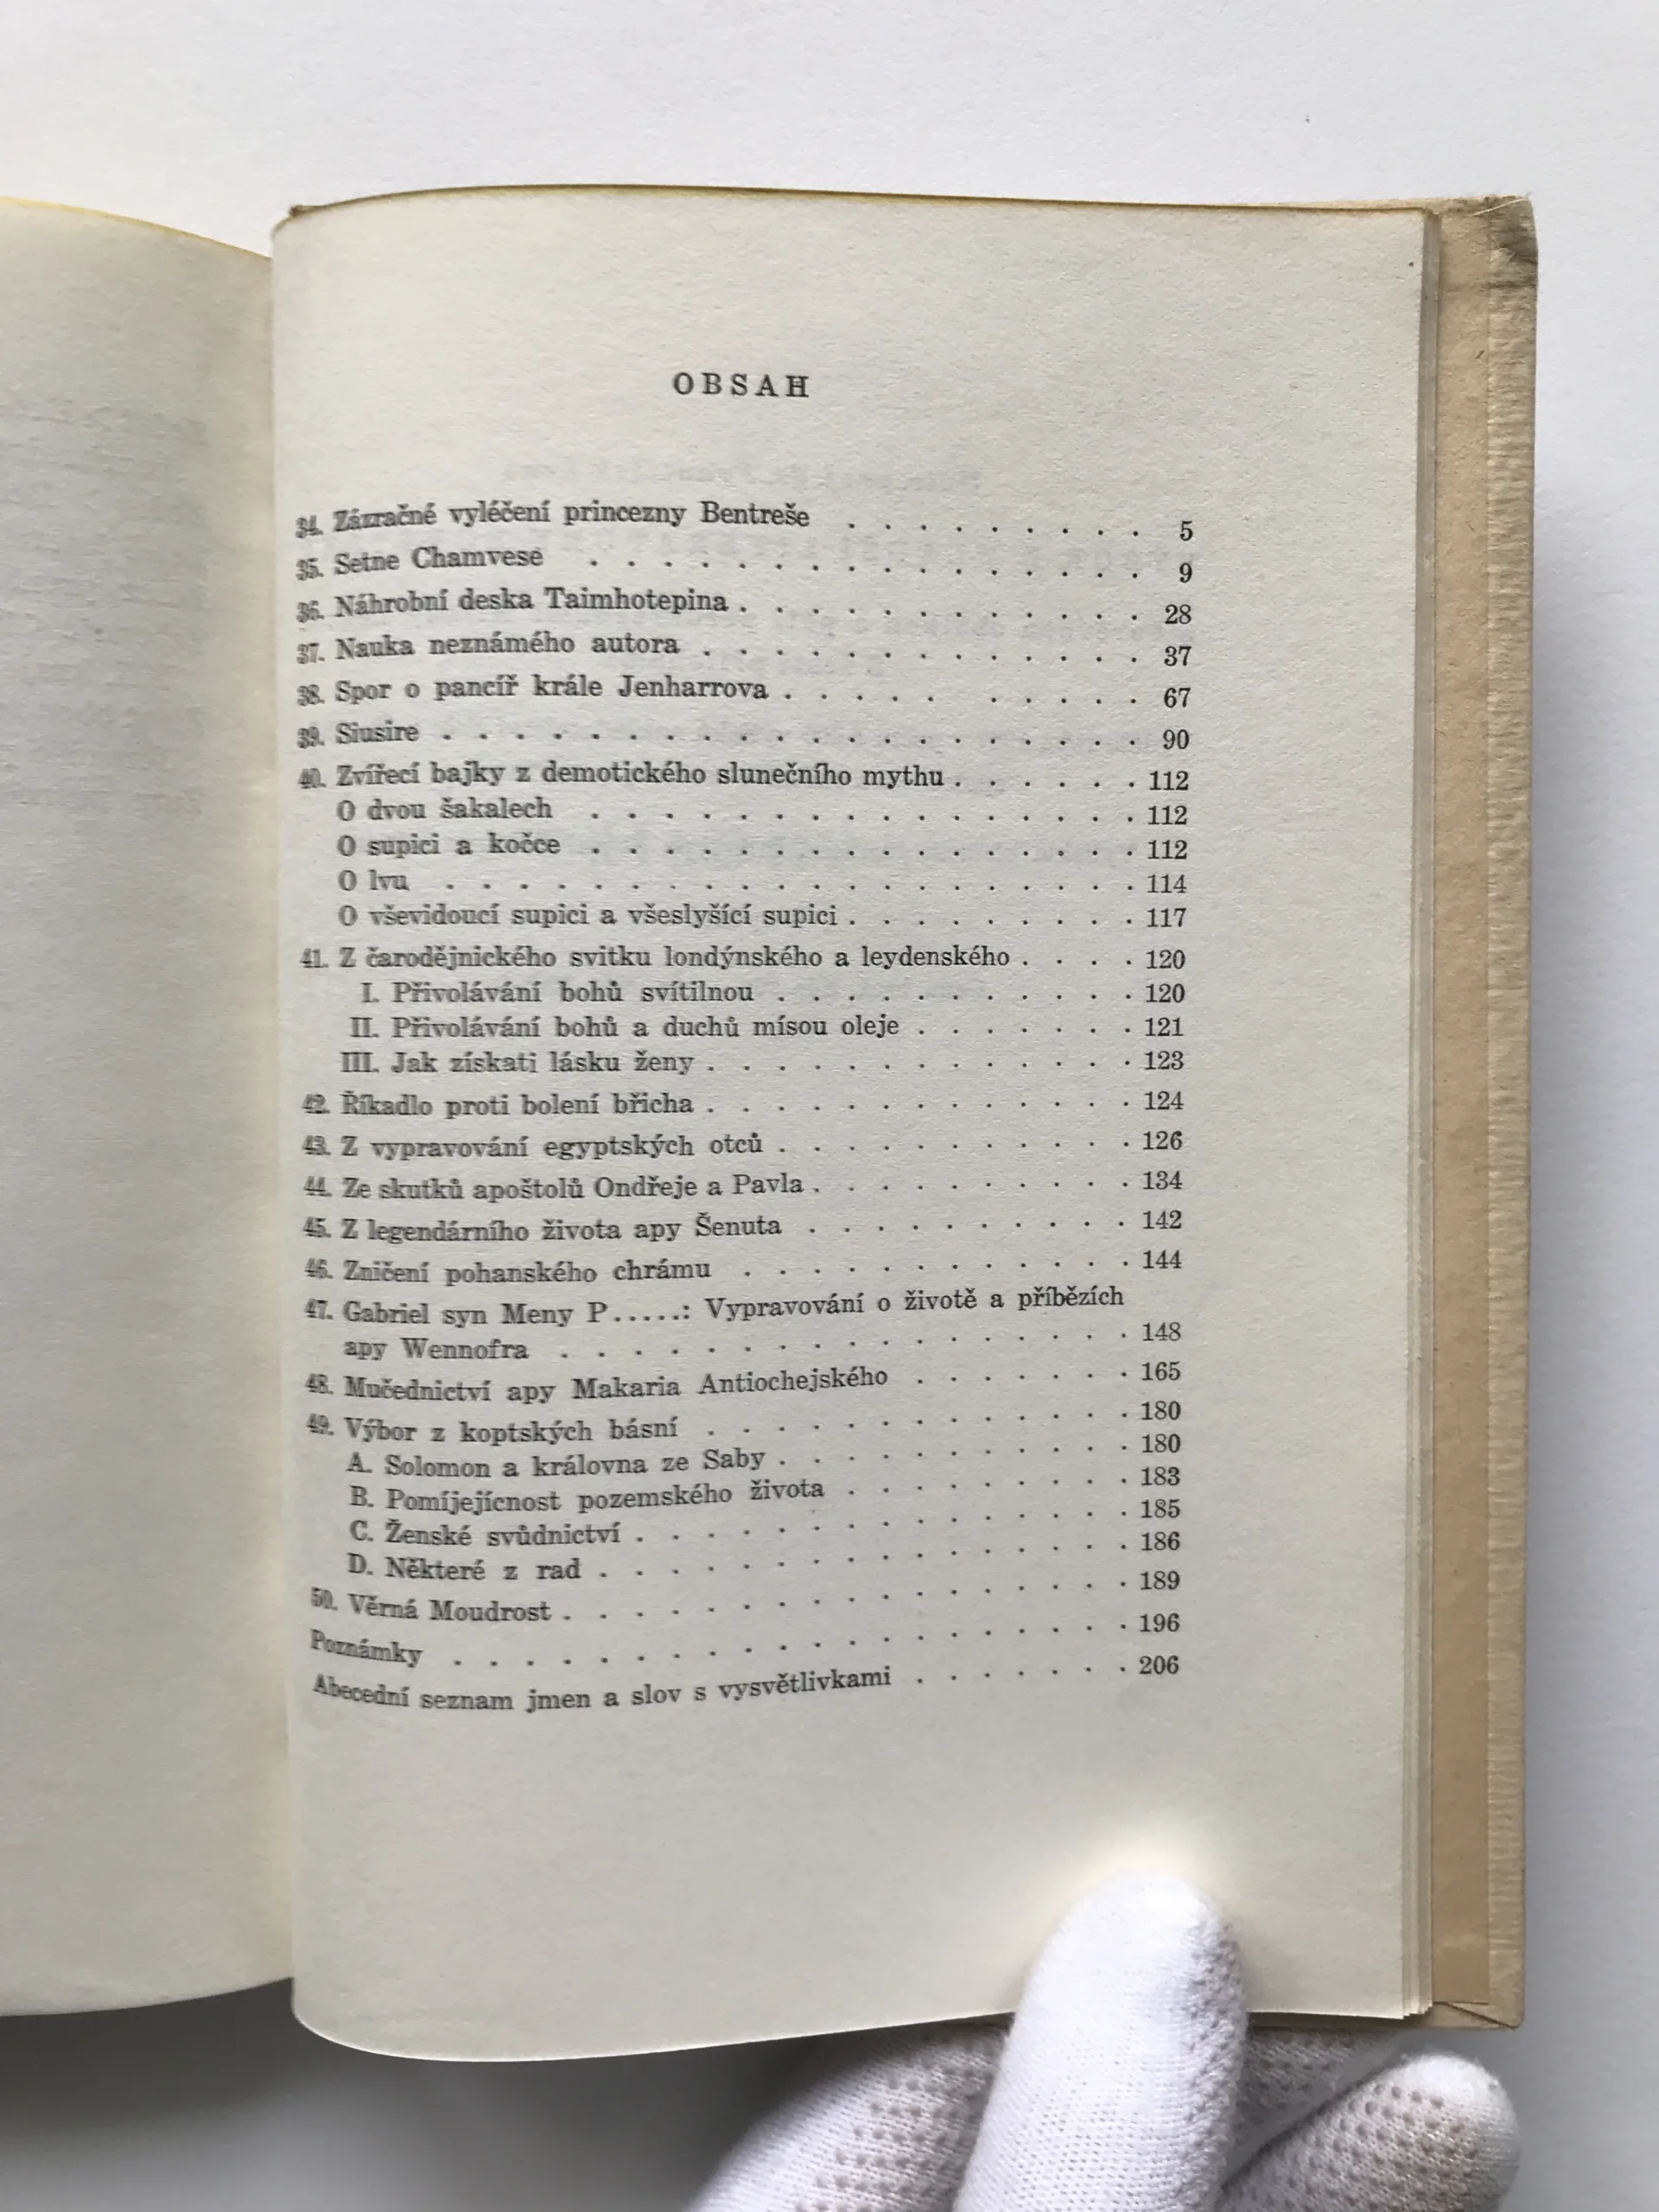 OBSAH
34. Zázračné vyléčení princezny Bentreše . . . . . . . . . 5
35. Setne Chamvese . . . . . . . . . . . . . . . . 9
36. Náhrobní deska Taimhotepina . . . . . . . . . . . . 28
37. Nauka neznámého autora . . . . . . . . . . . . . 37
38. Spor o pancíř krále Jenharrova . . . . . . . . . . 67
39. Siusire . . . . . . . . . . . . . . . . . . . . 90
40. Zvířecí bajky z demotického slunečního mythu . . . . . . 112
O dvou šakalech . . . . . . . . . . . . . . . . 112
O supici a kočce . . . . . . . . . . . . . . . . 112
O lvu . . . . . . . . . . . . . . . . . . . . 114
O vševidoucí supici a všeslyšící supici . . . . . . . . . 117
41. Z čarodějnického svitku londýnského a leydenského . . . . 120
I. Přivolávání bohů svítilnou . . . . . . . . . . . 120
II. Přivolávání bohů a duchů mísou oleje . . . . . . . 121
III. Jak získati lásku ženy . . . . . . . . . . . . . 123
42. Říkadlo proti bolení břicha . . . . . . . . . . . . . 124
43. Z vypravování egyptských otců . . . . . . . . . . . 126
44. Ze skutků apoštolů Ondřeje a Pavla . . . . . . . . . . 134
45. Z legendárního života apy Šenuta . . . . . . . . . . 142
46. Zničení pohanského chrámu . . . . . . . . . . . . 144
47. Gabriel syn Meny P.....: Vypravování o životě a příbězích
apy Wennofra . . . . . . . . . . . . . . . . . 148
48. Mučednictví apy Makaria Antiochejského . . . . . . . 165
49. Výbor z koptských básní . . . . . . . . . . . . . 180
A. Solomon a královna ze Saby . . . . . . . . . . . 180
B. Pomíjejícnost pozemského života . . . . . . . . . 183
C. Ženské svůdnictví . . . . . . . . . . . . . . . 185
D. Některé z rad . . . . . . . . . . . . . . . . 186
50. Věrná Moudrost . . . . . . . . . . . . . . . . . 189
Poznámky . . . . . . . . . . . . . . . . . . . . 196
Abecední seznam jmen a slov s vysvětlivkami . . . . . . . 206